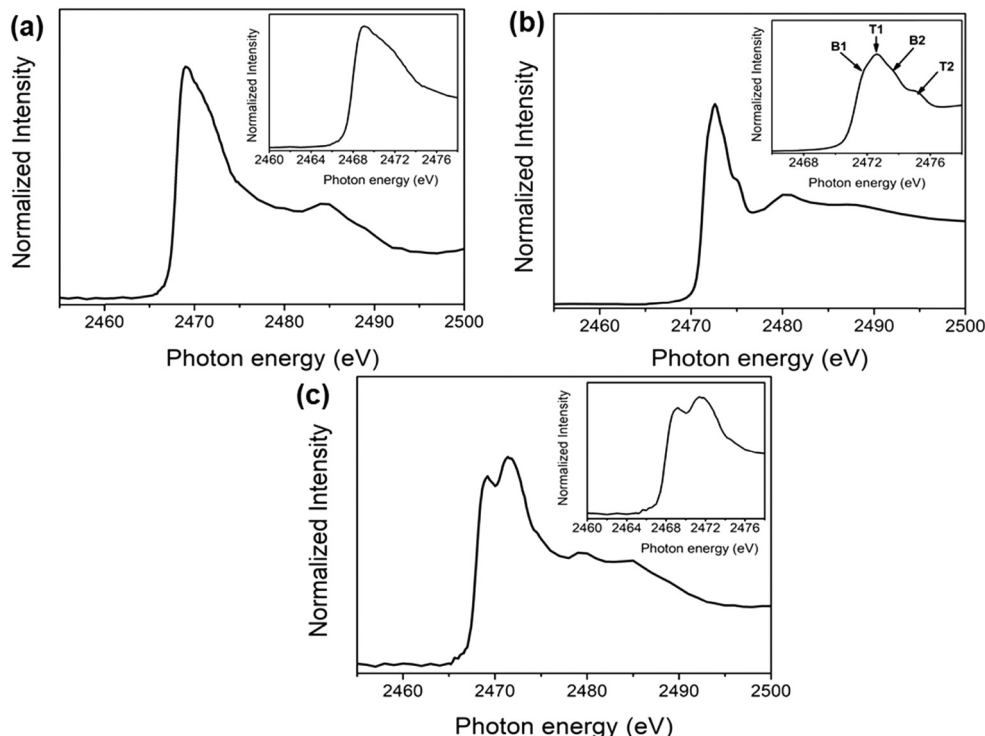 (a)
Normalized Intensity
2460 2470 2480 2490 2500
Photon energy (eV)
Normalized Intensity
2460 2464 2468 2472 2476
Photon energy (eV)
(b)
Normalized Intensity
2460 2470 2480 2490 2500
Photon energy (eV)
Normalized Intensity
B1
T1
B2
T2
2468 2472 2476
Photon energy (eV)
(c)
Normalized Intensity
2460 2470 2480 2490 2500
Photon energy (eV)
Normalized Intensity
2460 2464 2468 2472 2476
Photon energy (eV)